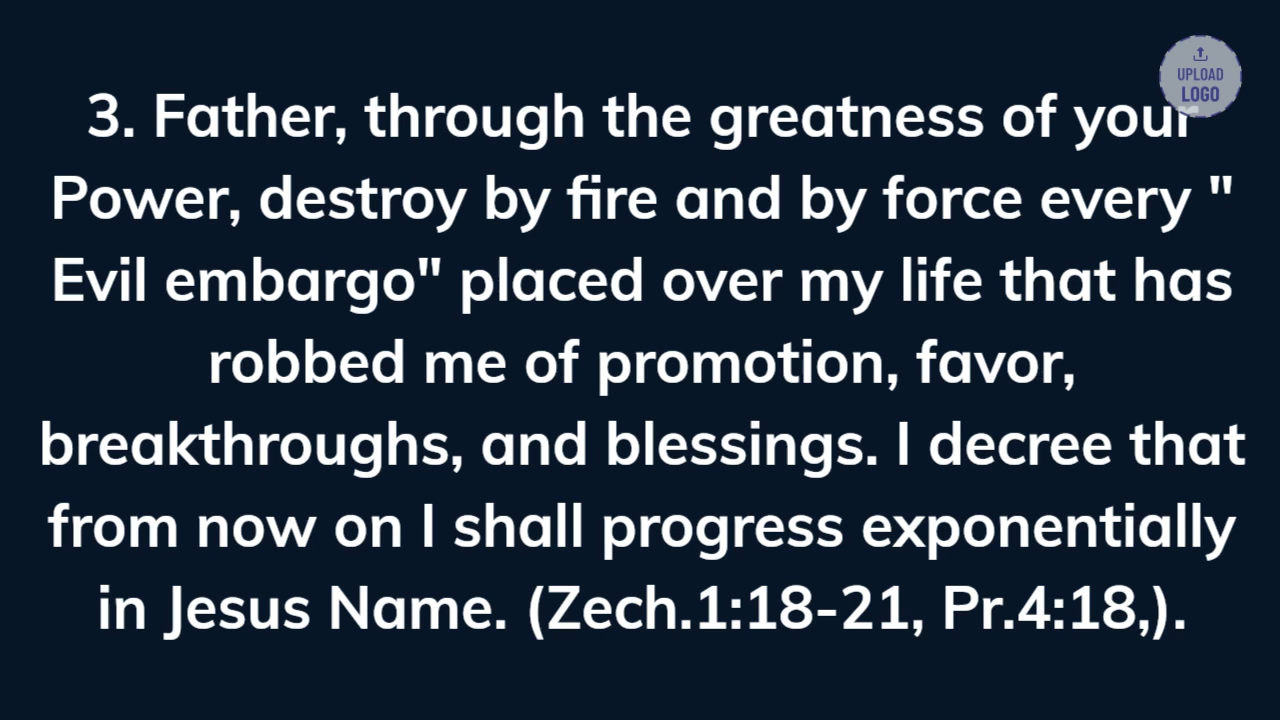 UPLOAD
LOGO
3. Father, through the greatness of your
Power, destroy by fire and by force every "
Evil embargo" placed over my life that has
robbed me of promotion, favor,
breakthroughs, and blessings. I decree that
from now on I shall progress exponentially
in Jesus Name. (Zech.1:18-21, Pr.4:18,).